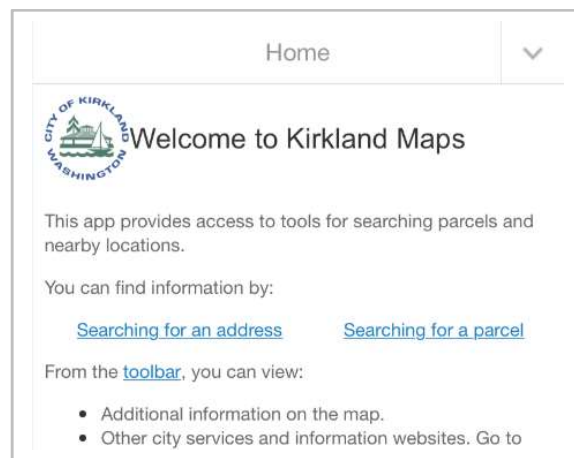 Home
CITY OF KIRKLAND
WASHINGTON
Welcome to Kirkland Maps
This app provides access to tools for searching parcels and
nearby locations.
You can find information by:
Searching for an address Searching for a parcel
From the toolbar, you can view:
• Additional information on the map.
• Other city services and information websites. Go to